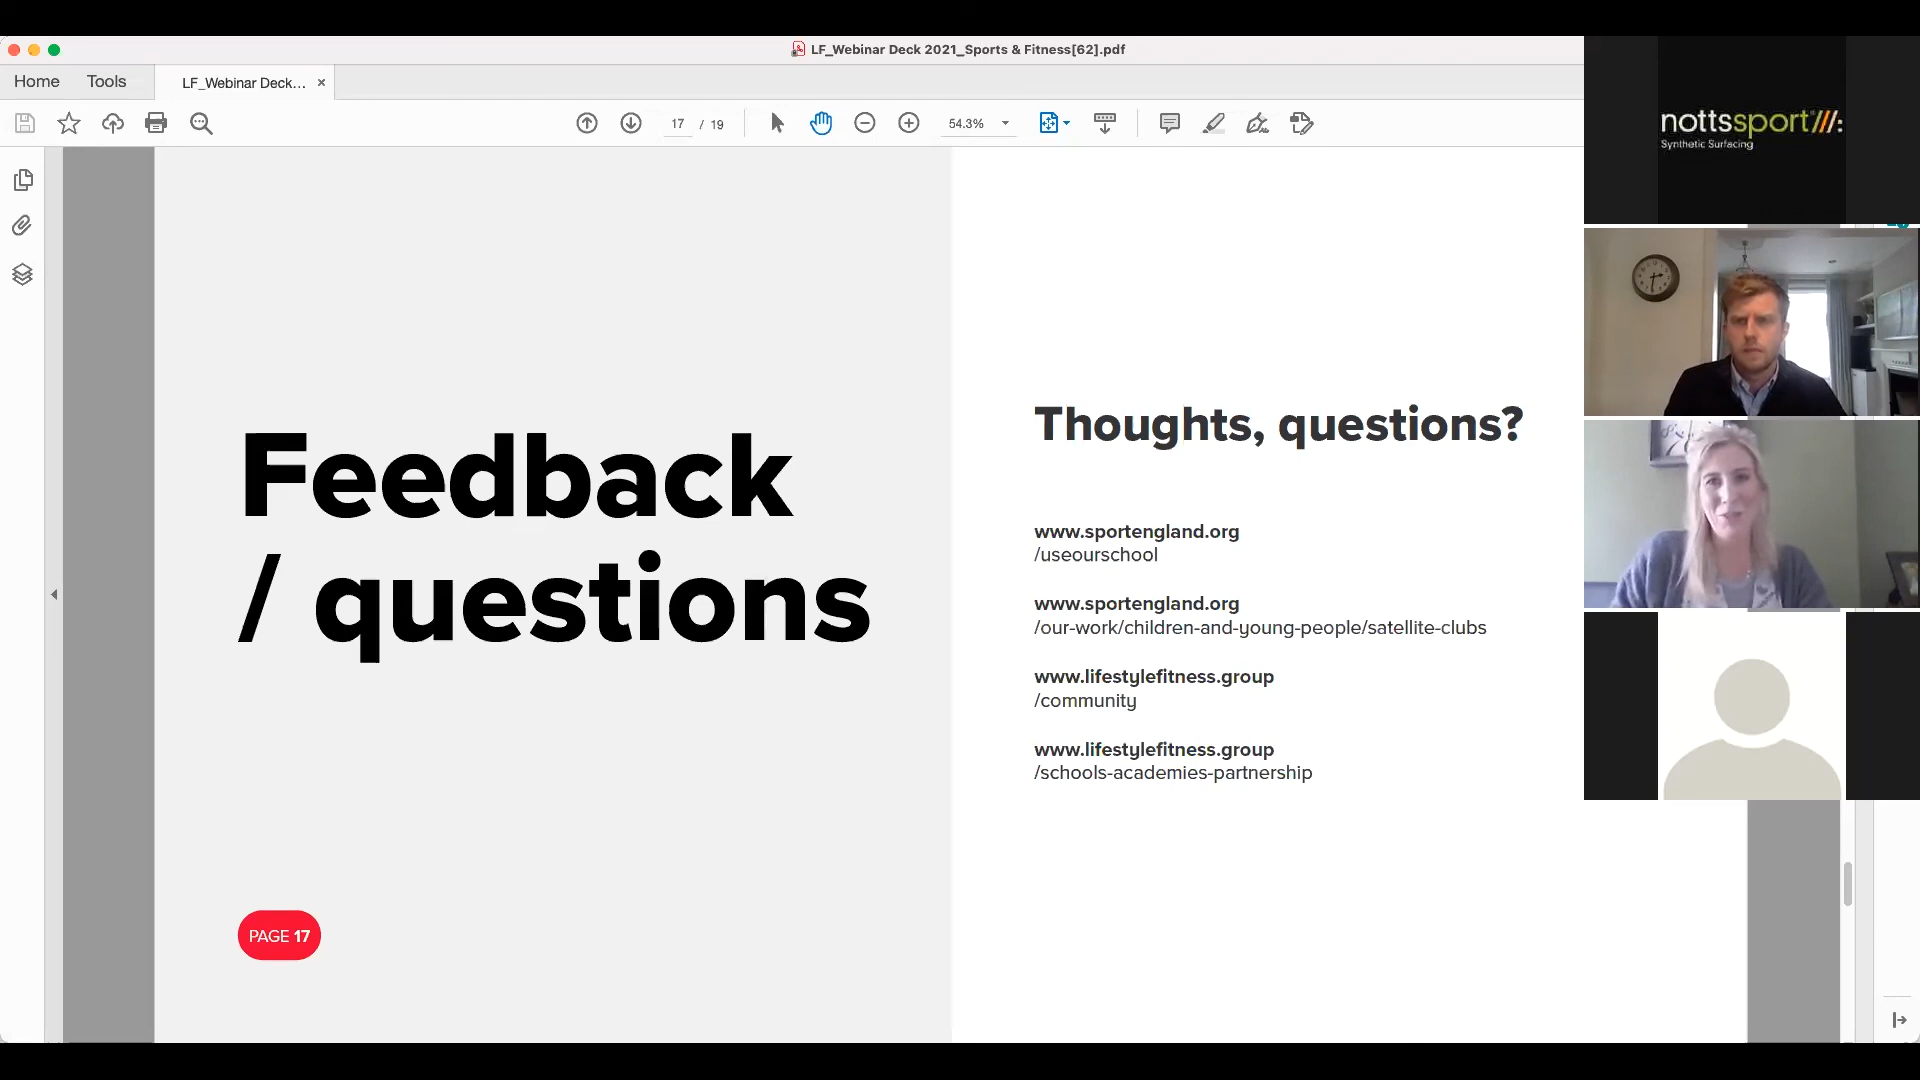 LF_Webinar Deck 2021_Sports & Fitness[62].pdf
Home
Tools
LF_Webinar Deck...
17 / 19
54.3%
nottssport///:
Synthetic Surfacing
Feedback
/ questions
PAGE 17
Thoughts, questions?
www.sportengland.org
/useourschool
www.sportengland.org
/our-work/children-and-young-people/satellite-clubs
www.lifestylefitness.group
/community
www.lifestylefitness.group
/schools-academies-partnership